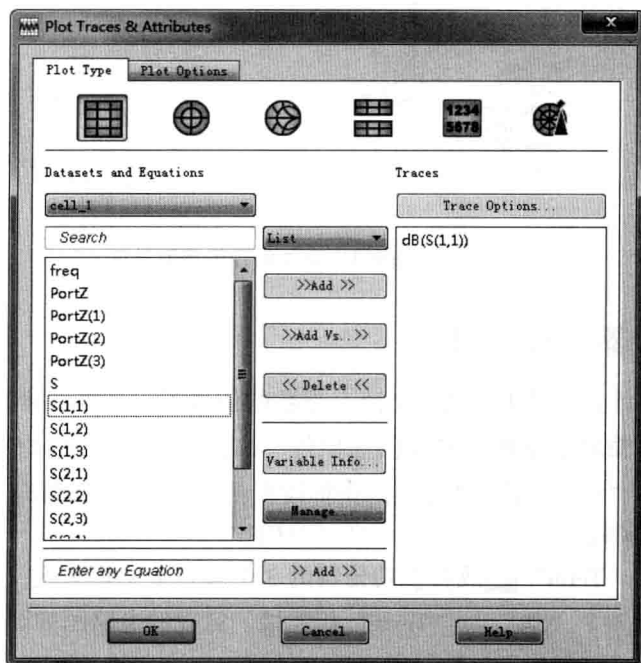 Plot Traces & Attributes
Plot Type
Plot Options
1234
5678
Datasets and Equations
Traces
cell_1
Trace Options...
Search
List
dB(S(1,1))
freq
PortZ
PortZ(1)
PortZ(2)
PortZ(3)
S
S(1,1)
S(1,2)
S(1,3)
S(2,1)
S(2,2)
S(2,3)
>>Add >>
>>Add Vs..>>
<< Delete <<
Variable Info...
Manage...
Enter any Equation
>> Add >>
OK
Cancel
Help